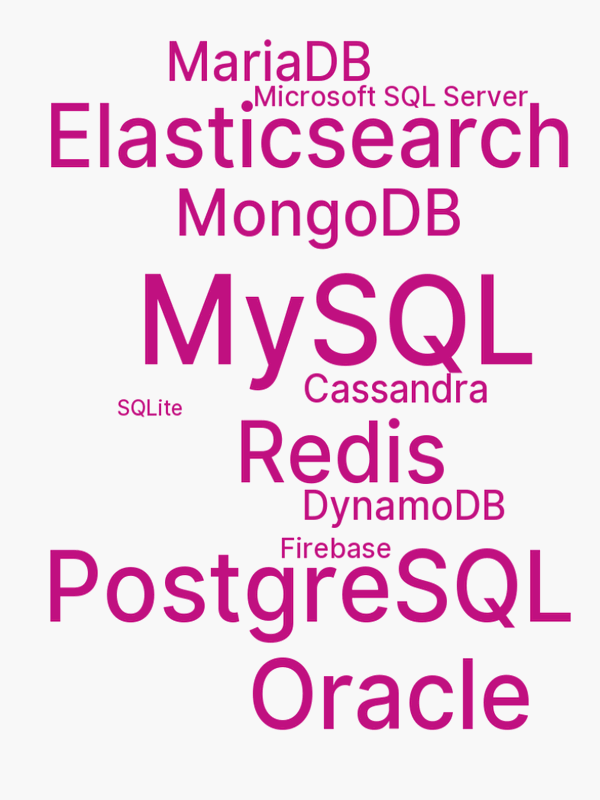 MariaDB
Microsoft SQL Server
Elasticsearch
MongoDB
MySQL
Cassandra
SQLite
Redis
DynamoDB
Firebase
PostgreSQL
Oracle